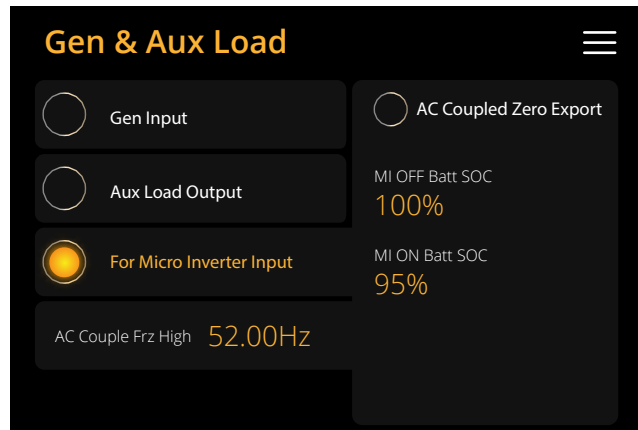 Gen & Aux Load
Gen Input
Aux Load Output
For Micro Inverter Input
AC Couple Frz High 52.00Hz
AC Coupled Zero Export
MI OFF Batt SOC
100%
MI ON Batt SOC
95%